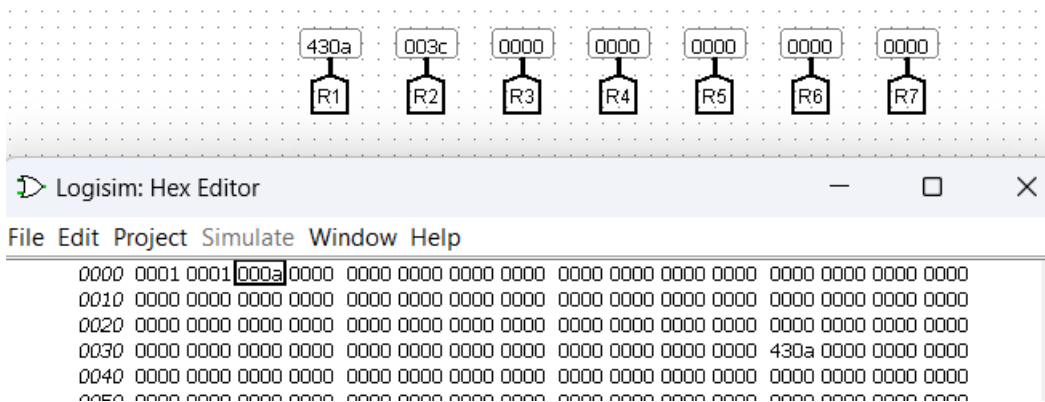 430a 003c 0000 0000 0000 0000 0000
R1 R2 R3 R4 R5 R6 R7
Logisim: Hex Editor
File Edit Project Simulate Window Help
0000 0001 0001 000a 0000 0000 0000 0000 0000 0000 0000 0000 0000 0000 0000 0000 0000
0010 0000 0000 0000 0000 0000 0000 0000 0000 0000 0000 0000 0000 0000 0000 0000 0000
0020 0000 0000 0000 0000 0000 0000 0000 0000 0000 0000 0000 0000 0000 0000 0000 0000
0030 0000 0000 0000 0000 0000 0000 0000 0000 0000 0000 0000 0000 430a 0000 0000 0000
0040 0000 0000 0000 0000 0000 0000 0000 0000 0000 0000 0000 0000 0000 0000 0000 0000